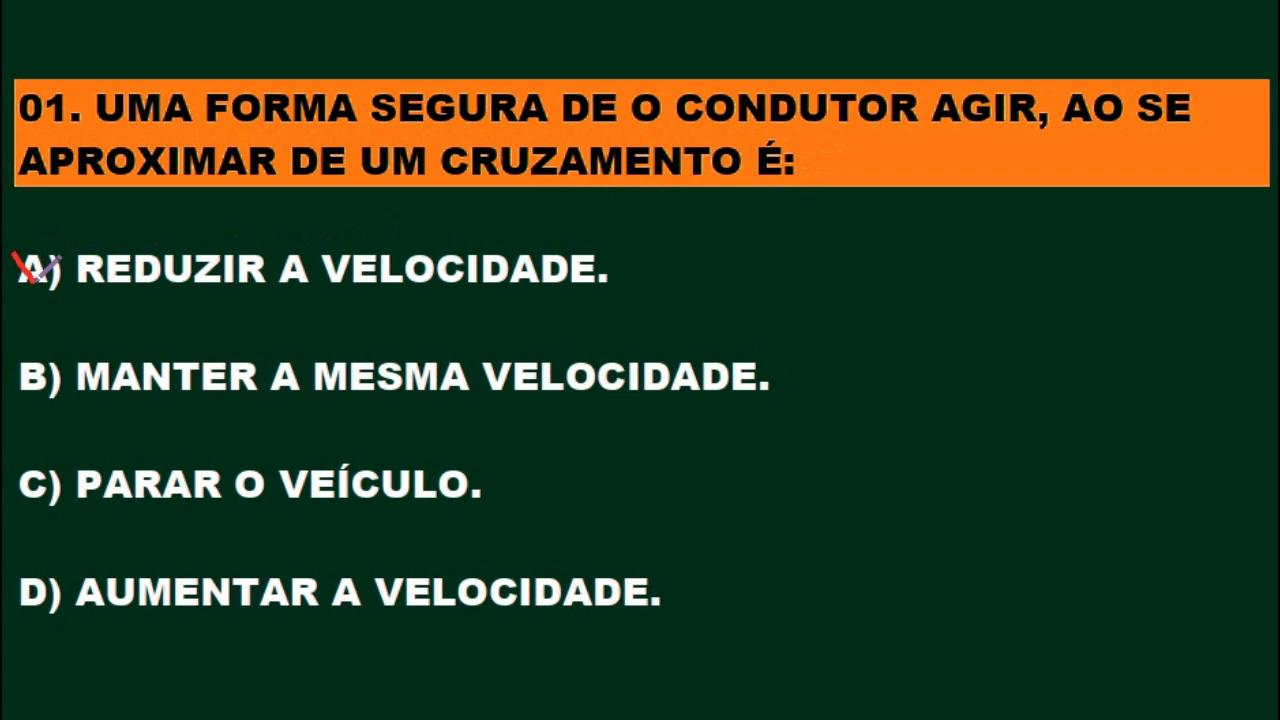 01. UMA FORMA SEGURA DE O CONDUTOR AGIR, AO SE
APROXIMAR DE UM CRUZAMENTO É:
A) REDUZIR A VELOCIDADE.
B) MANTER A MESMA VELOCIDADE.
C) PARAR O VEÍCULO.
D) AUMENTAR A VELOCIDADE.